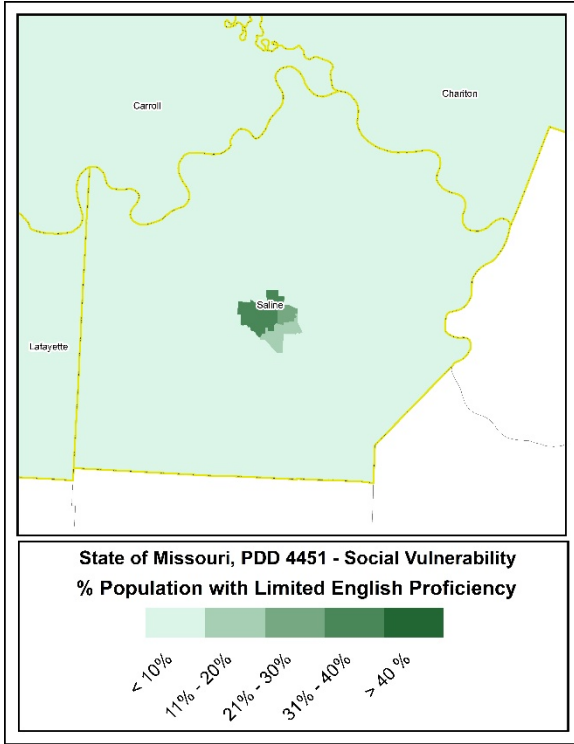 Carroll
Chariton
Saline
Lafayette
State of Missouri, PDD 4451 - Social Vulnerability
% Population with Limited English Proficiency
< 10%
11% - 20%
21% - 30%
31% - 40%
> 40 %